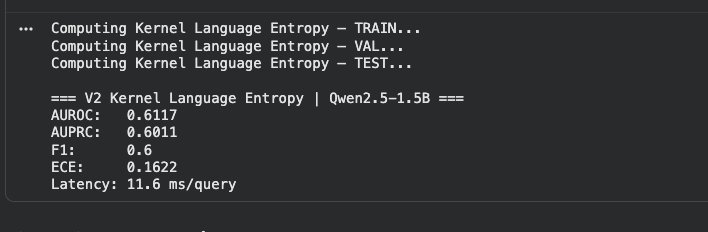 ... Computing Kernel Language Entropy – TRAIN...
Computing Kernel Language Entropy – VAL...
Computing Kernel Language Entropy – TEST...
=== V2 Kernel Language Entropy | Qwen2.5-1.5B ===
AUROC: 0.6117
AUPRC: 0.6011
F1: 0.6
ECE: 0.1622
Latency: 11.6 ms/query